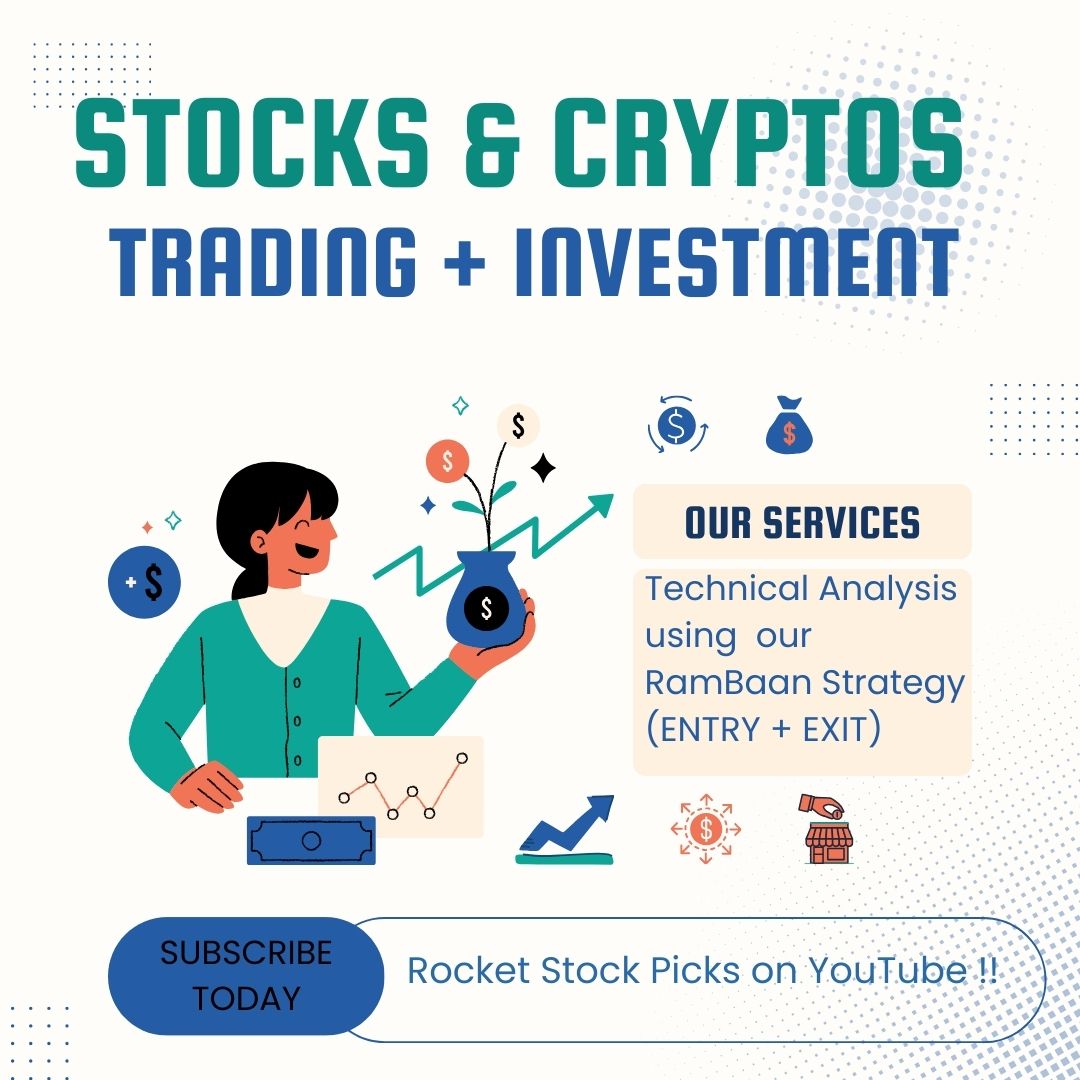 STOCKS & CRYPTOS
TRADING + INVESTMENT
$
$
$
$
+ $
$
$
OUR SERVICES
Technical Analysis
using our
RamBaan Strategy
(ENTRY + EXIT)
$
SUBSCRIBE
TODAY
Rocket Stock Picks on YouTube !!